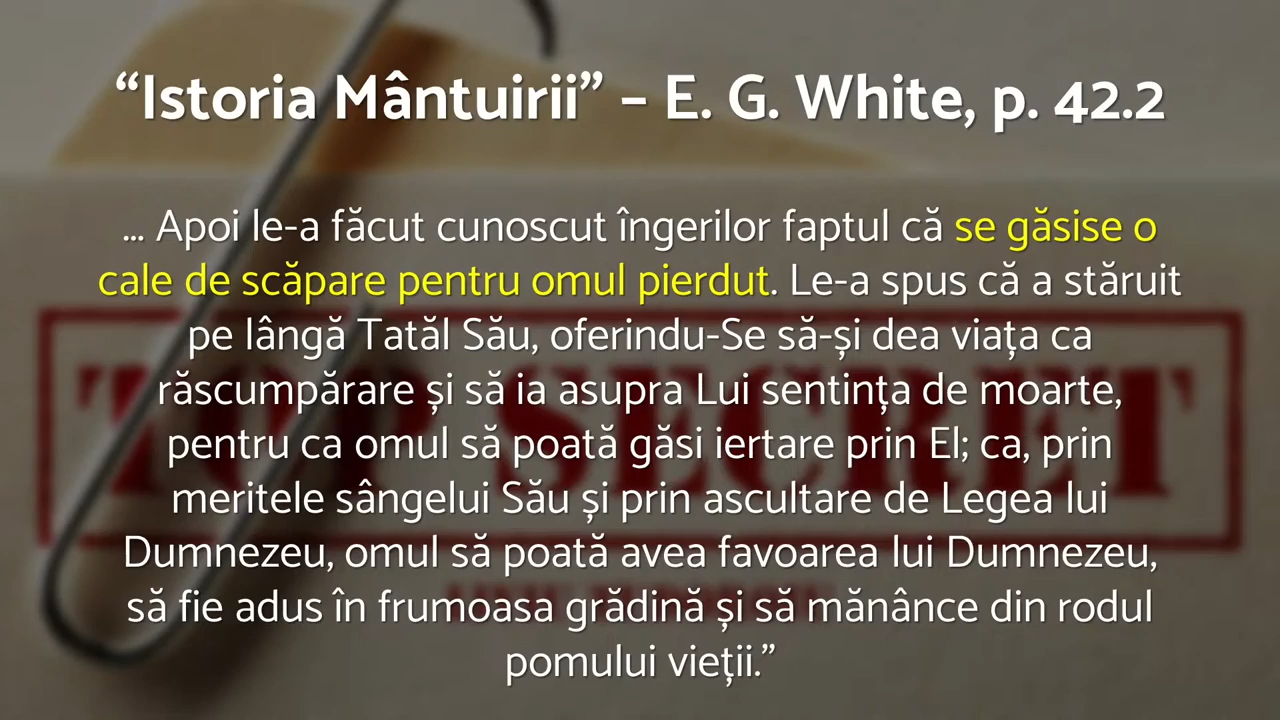 “Istoria Mântuirii” – E. G. White, p. 42.2
... Apoi le-a făcut cunoscut îngerilor faptul că se găsise o
cale de scăpare pentru omul pierdut. Le-a spus că a stăruit
pe lângă Tatăl Său, oferindu-Se să-și dea viața ca
răscumpărare și să ia asupra Lui sentința de moarte,
pentru ca omul să poată găsi iertare prin El; ca, prin
meritele sângelui Său și prin ascultare de Legea lui
Dumnezeu, omul să poată avea favoarea lui Dumnezeu,
să fie adus în frumoasa grădină și să mănânce din rodul
pomului vieții.”
TOP SECRET